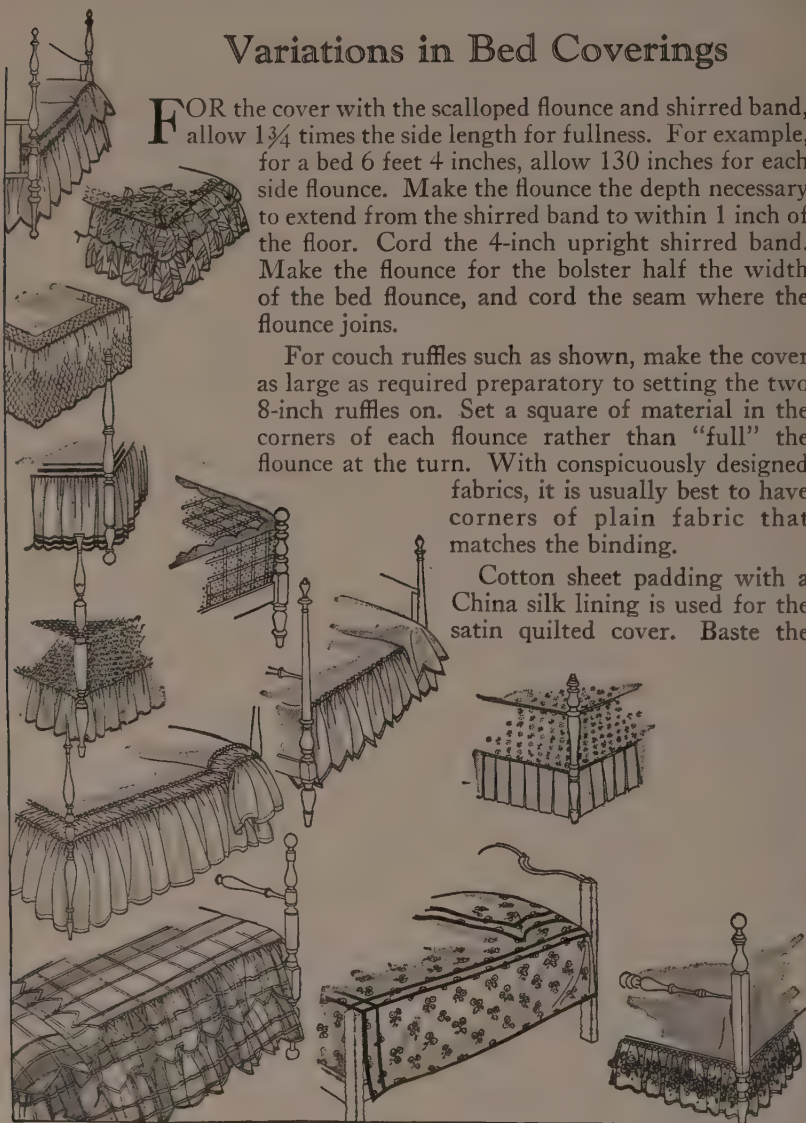 Variations in Bed Coverings
FOR the cover with the scalloped flounce and shirred band,
allow 1¾ times the side length for fullness. For example,
for a bed 6 feet 4 inches, allow 130 inches for each
side flounce. Make the flounce the depth necessary
to extend from the shirred band to within 1 inch of
the floor. Cord the 4-inch upright shirred band.
Make the flounce for the bolster half the width
of the bed flounce, and cord the seam where the
flounce joins.
For couch ruffles such as shown, make the cover
as large as required preparatory to setting the two
8-inch ruffles on. Set a square of material in the
corners of each flounce rather than “full” the
flounce at the turn. With conspicuously designed
fabrics, it is usually best to have
corners of plain fabric that
matches the binding.
Cotton sheet padding with a
China silk lining is used for the
satin quilted cover. Baste the